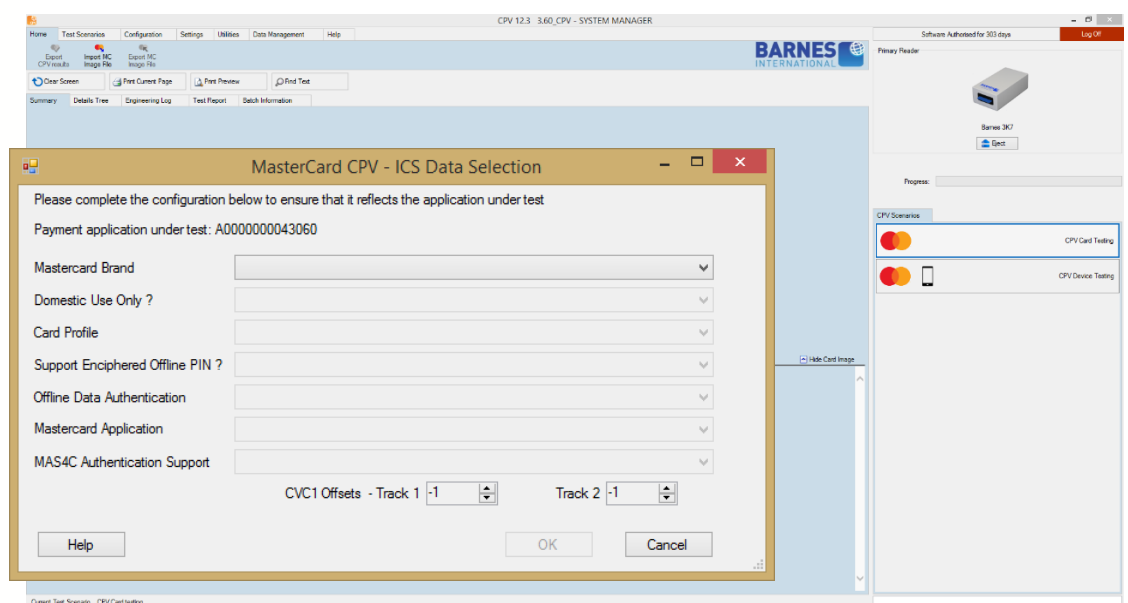 CPV 12.3 3.60_CPV - SYSTEM MANAGER
Home Test Scenarios Configuration Settings Utilities Data Management Help
Software Authorised for 303 days Log Off
Export CPV results
Import MC Image File
Export MC Image File
BARNES
INTERNATIONAL
Primary Reader
Clear Screen Print Current Page Print Preview Find Text
Summary Details Tree Engineering Log Test Report Batch Information
Barnes 3K7
Eject
Progress:
CPV Scenarios
CPV Card Testing
CPV Device Testing
MasterCard CPV - ICS Data Selection
Please complete the configuration below to ensure that it reflects the application under test
Payment application under test: A0000000043060
Mastercard Brand
Domestic Use Only ?
Card Profile
Support Enciphered Offline PIN ?
Hide Card Image
Offline Data Authentication
Mastercard Application
MAS4C Authentication Support
CVC1 Offsets - Track 1 -1 Track 2 -1
Help OK Cancel
Current Test Scenario CPV Card testing